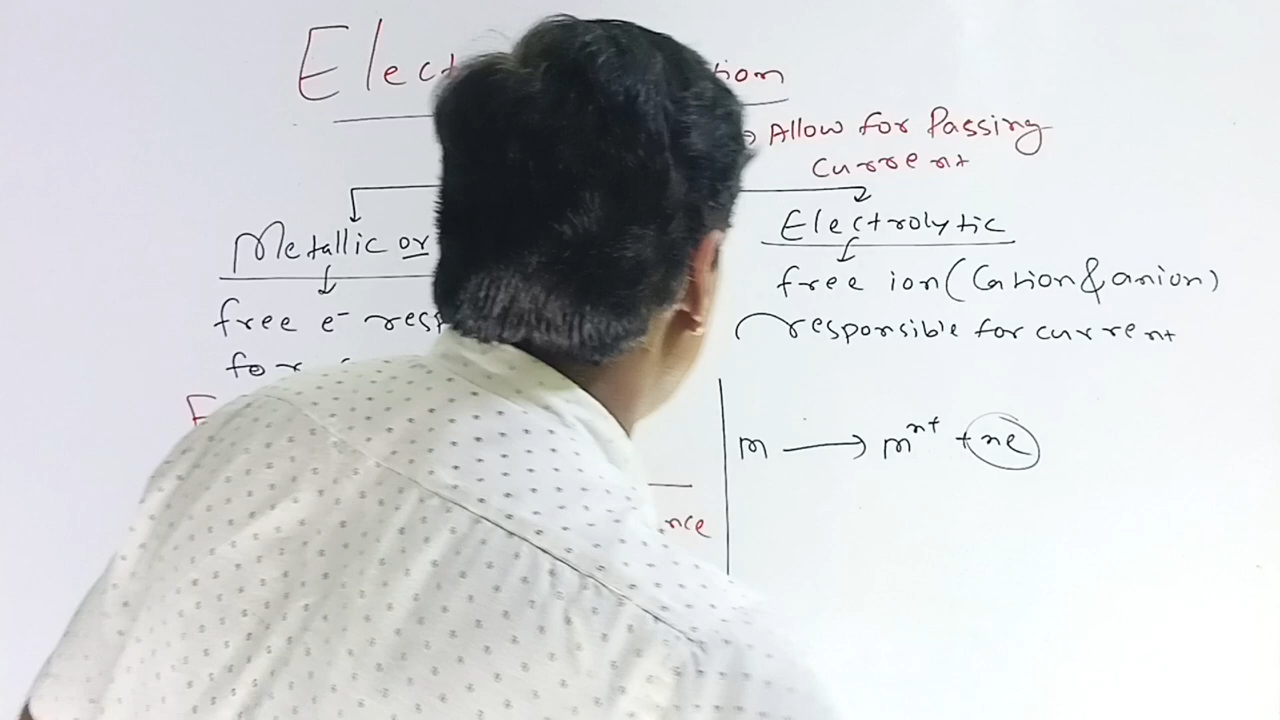 Elect tion
→ Allow for Passing
Current
Metallic or
Electrolytic
free e⁻ resp
for
free ion (Cation & anion)
responsible for current
F
m → m^n+ + ne
nce